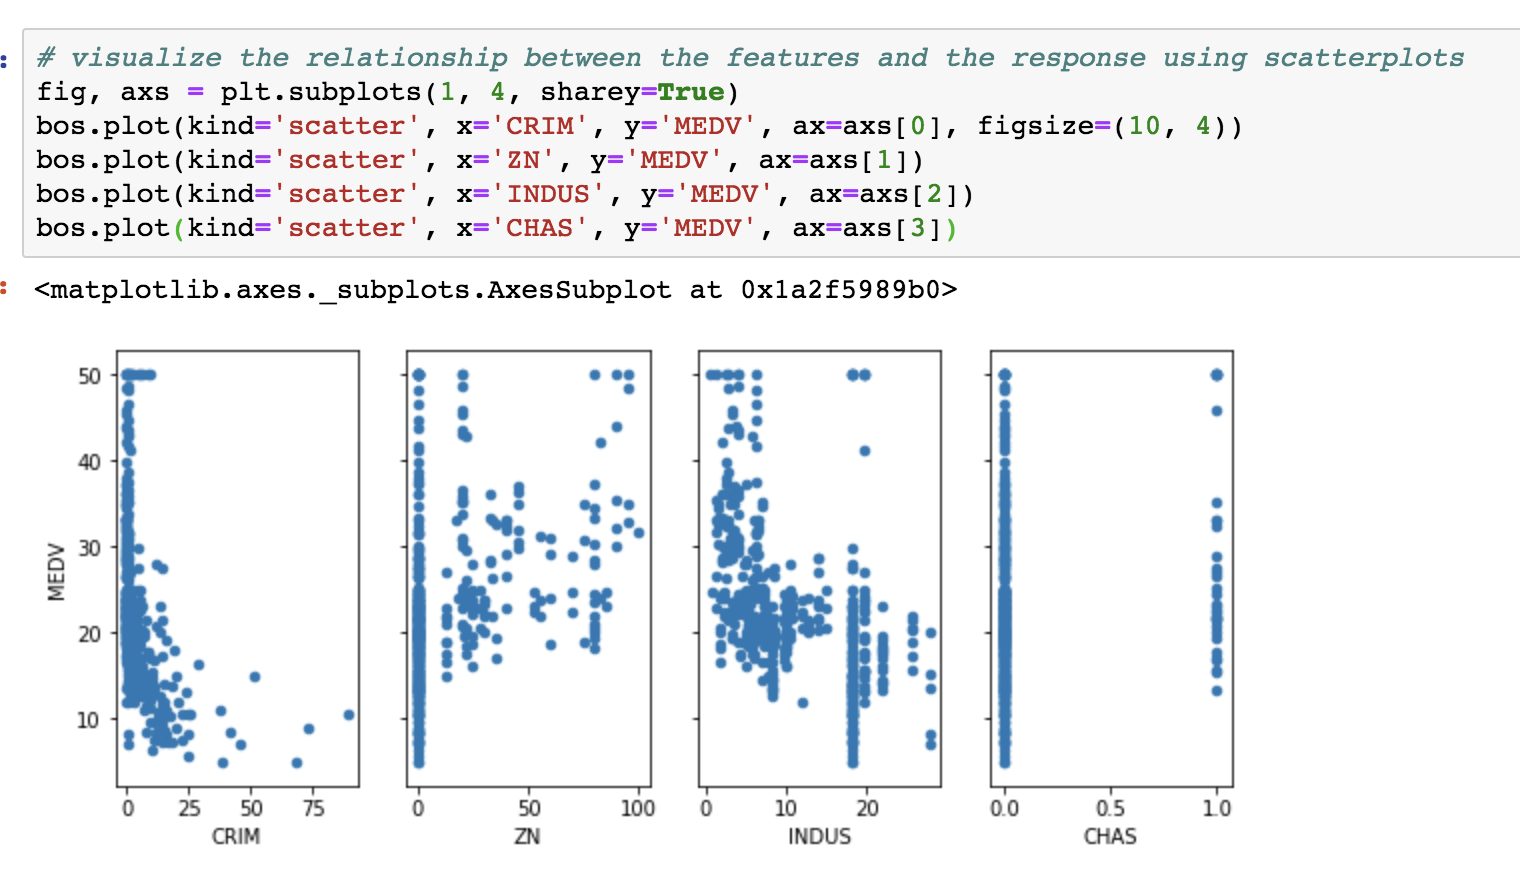 # visualize the relationship between the features and the response using scatterplots
fig, axs = plt.subplots(1, 4, sharey=True)
bos.plot(kind='scatter', x='CRIM', y='MEDV', ax=axs[0], figsize=(10, 4))
bos.plot(kind='scatter', x='ZN', y='MEDV', ax=axs[1])
bos.plot(kind='scatter', x='INDUS', y='MEDV', ax=axs[2])
bos.plot(kind='scatter', x='CHAS', y='MEDV', ax=axs[3])
<matplotlib.axes._subplots.AxesSubplot at 0x1a2f5989b0>
50
40
30
20
10
MEDV
0 25 50 75
CRIM
0 50 100
ZN
0 10 20
INDUS
0.0 0.5 1.0
CHAS